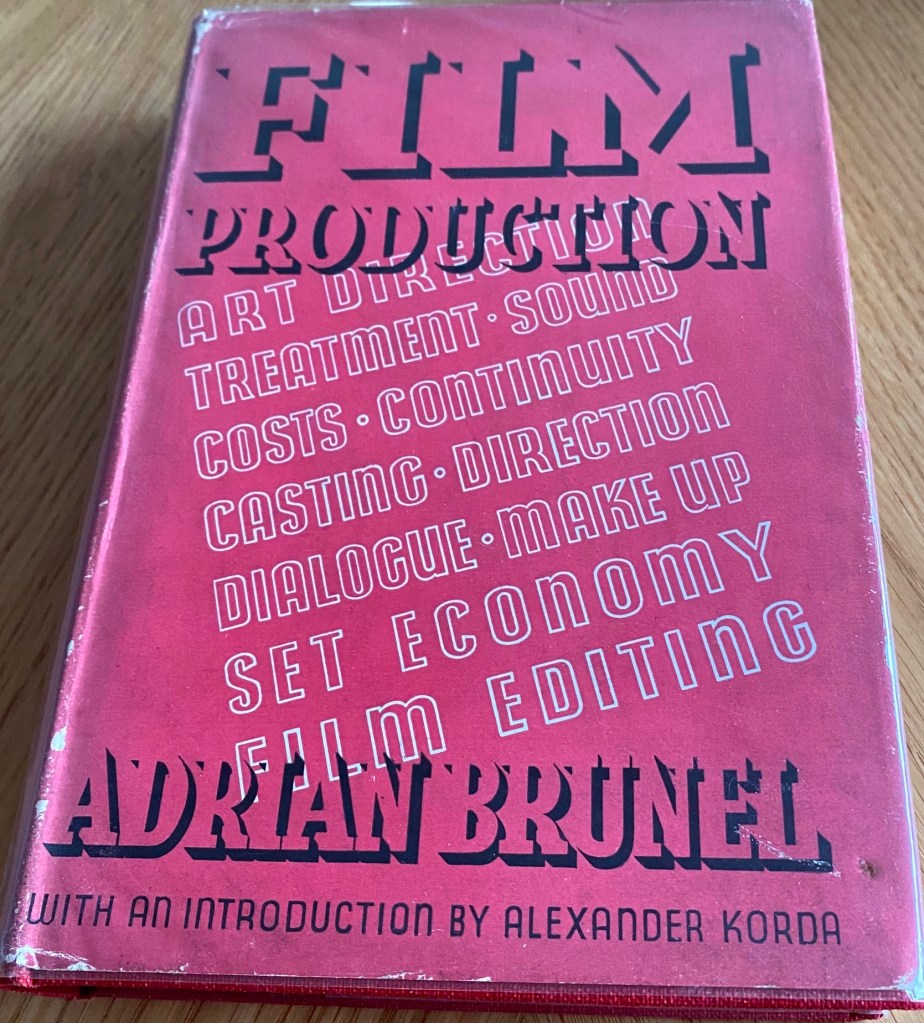 FILM
PRODUCTION
ART DIRECTION
TREATMENT · SOUND
COSTS · CONTINUITY
CASTING · DIRECTION
DIALOGUE · MAKE UP
SET ECONOMY
FILM EDITING
ADRIAN BRUNEL
WITH AN INTRODUCTION BY ALEXANDER KORDA